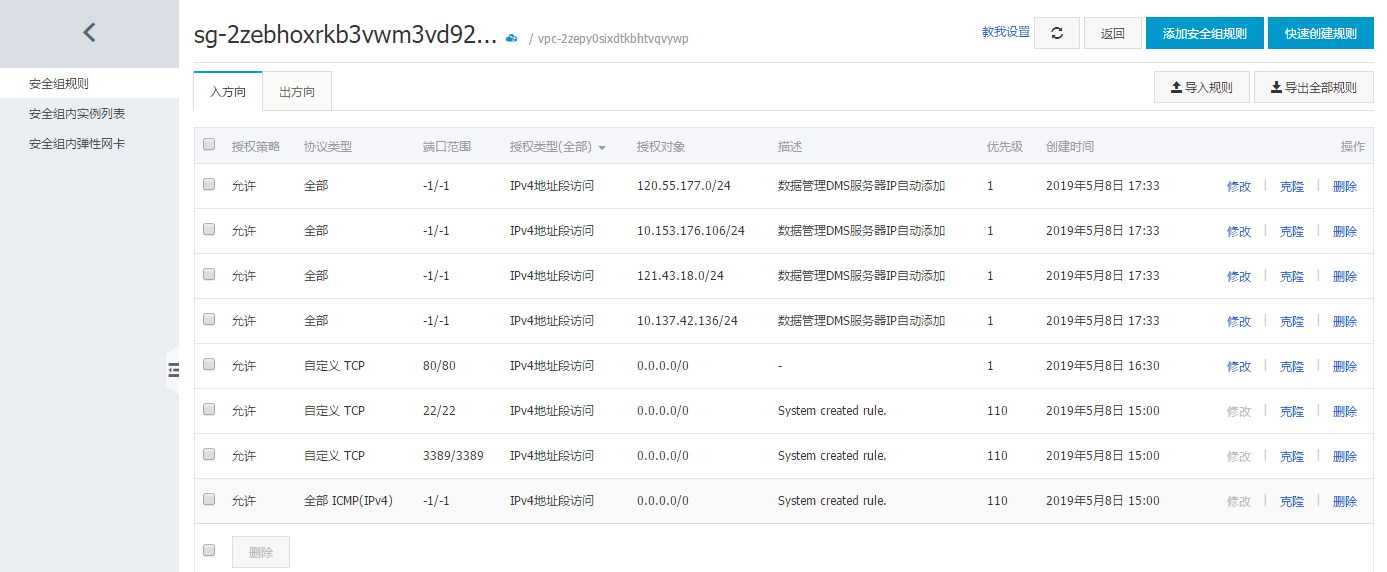 sg-2zebhoxrkb3vwm3vd92... / vpc-2zepy0sixdtkbhtvqvywp 教我设置 返回 添加安全组规则 快速创建规则
安全组规则
安全组内实例列表
安全组内弹性网卡
入方向 出方向 导入规则 导出全部规则
授权策略 协议类型 端口范围 授权类型(全部) 授权对象 描述 优先级 创建时间 操作
允许 全部 -1/-1 IPv4地址段访问 120.55.177.0/24 数据管理DMS服务器IP自动添加 1 2019年5月8日 17:33 修改 | 克隆 | 删除
允许 全部 -1/-1 IPv4地址段访问 10.153.176.106/24 数据管理DMS服务器IP自动添加 1 2019年5月8日 17:33 修改 | 克隆 | 删除
允许 全部 -1/-1 IPv4地址段访问 121.43.18.0/24 数据管理DMS服务器IP自动添加 1 2019年5月8日 17:33 修改 | 克隆 | 删除
允许 全部 -1/-1 IPv4地址段访问 10.137.42.136/24 数据管理DMS服务器IP自动添加 1 2019年5月8日 17:33 修改 | 克隆 | 删除
允许 自定义 TCP 80/80 IPv4地址段访问 0.0.0.0/0 - 1 2019年5月8日 16:30 修改 | 克隆 | 删除
允许 自定义 TCP 22/22 IPv4地址段访问 0.0.0.0/0 System created rule. 110 2019年5月8日 15:00 修改 | 克隆 | 删除
允许 自定义 TCP 3389/3389 IPv4地址段访问 0.0.0.0/0 System created rule. 110 2019年5月8日 15:00 修改 | 克隆 | 删除
允许 全部 ICMP(IPv4) -1/-1 IPv4地址段访问 0.0.0.0/0 System created rule. 110 2019年5月8日 15:00 修改 | 克隆 | 删除
删除